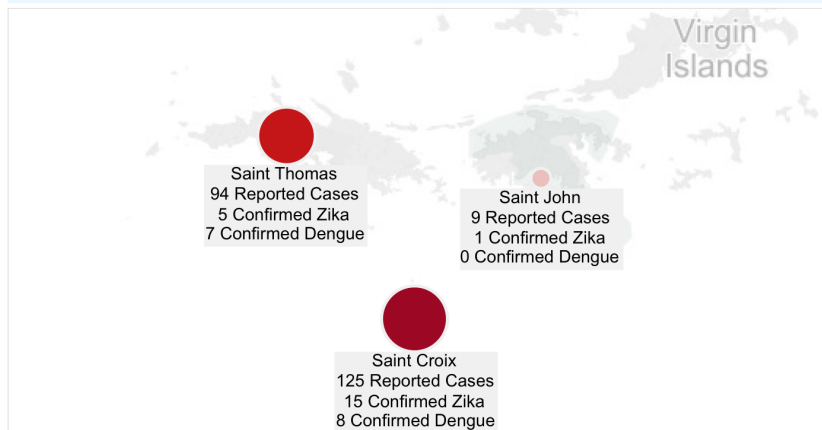 Virgin
Islands
Saint Thomas
94 Reported Cases
5 Confirmed Zika
7 Confirmed Dengue
Saint John
9 Reported Cases
1 Confirmed Zika
0 Confirmed Dengue
Saint Croix
125 Reported Cases
15 Confirmed Zika
8 Confirmed Dengue